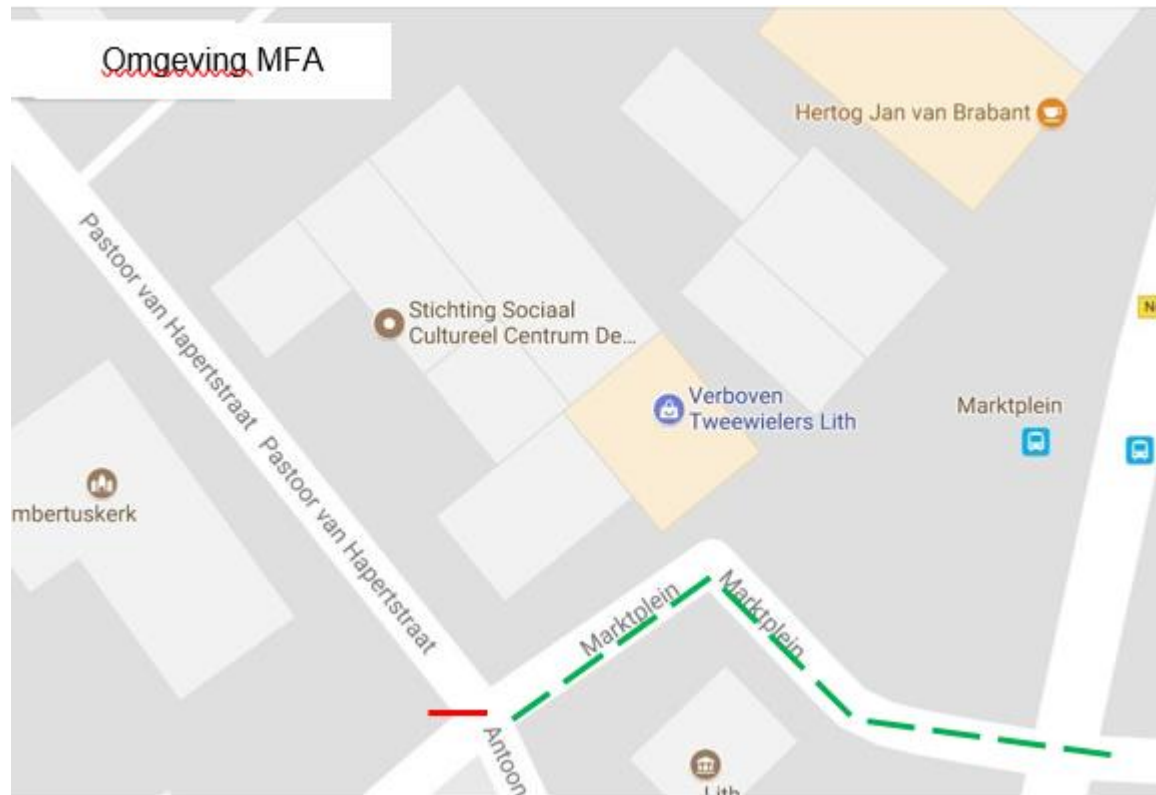 Omgeving MFA
Hertog Jan van Brabant
Pastoor van Hapertstraat
Stichting Sociaal
Cultureel Centrum De...
N
Verboven
Tweewielers Lith
Marktplein
Pastoor van Hapertstraat
mbertuskerk
Marktplein
Marktplein
Antoon
Lith